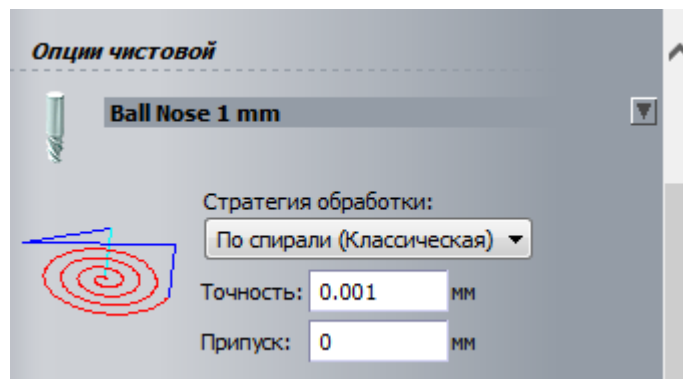 Опции чистовой
Ball Nose 1 mm
Стратегия обработки:
По спирали (Классическая)
Точность: 0.001 мм
Припуск: 0 мм